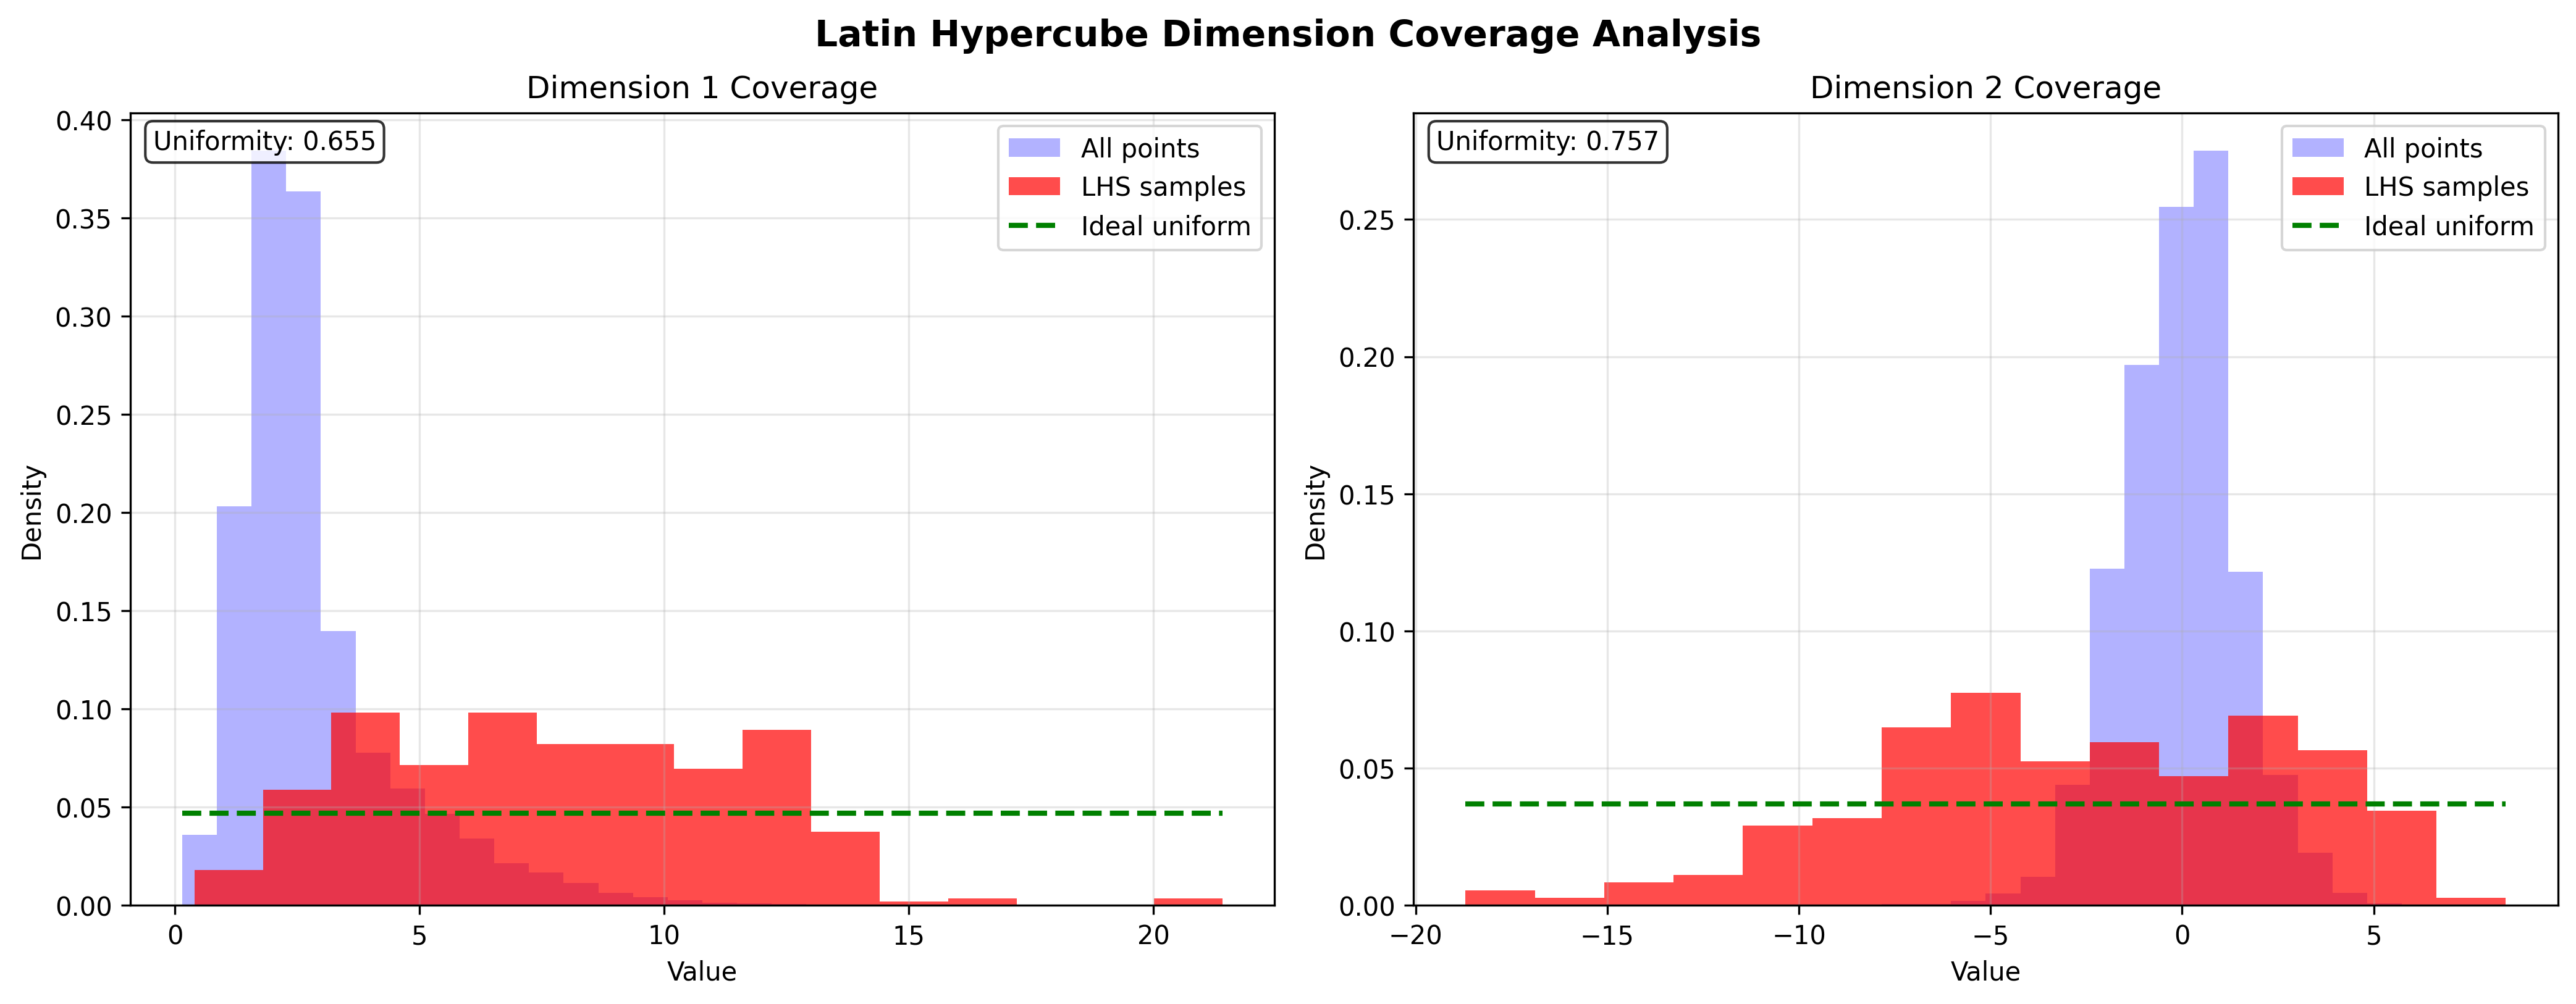 Latin Hypercube Dimension Coverage Analysis
Dimension 1 Coverage
Uniformity: 0.655
All points
LHS samples
Ideal uniform
0.40
0.35
0.30
0.25
0.20
0.15
0.10
0.05
0.00
Density
0 5 10 15 20
Value
Dimension 2 Coverage
Uniformity: 0.757
All points
LHS samples
Ideal uniform
0.25
0.20
0.15
0.10
0.05
0.00
Density
−20 −15 −10 −5 0 5
Value